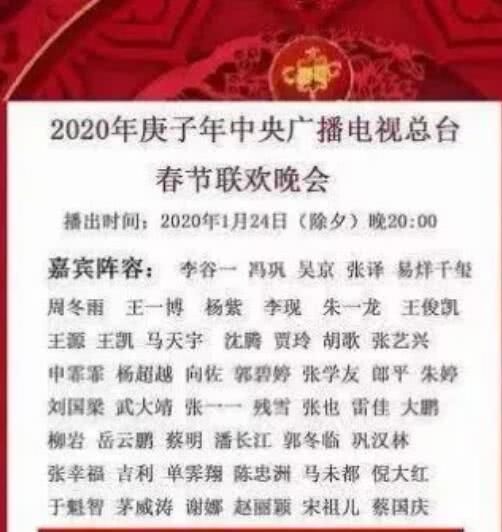 2020年庚子年中央广播电视总台
春节联欢晚会
播出时间：2020年1月24日（除夕）晚20:00
嘉宾阵容： 李谷一 冯巩 吴京 张译 易烊千玺
周冬雨 王一博 杨紫 李现 朱一龙 王俊凯
王源 王凯 马天宇 沈腾 贾玲 胡歌 张艺兴
申霏霏 杨超越 向佐 郭碧婷 张学友 郎平 朱婷
刘国梁 武大靖 张一一 残雪 张也 雷佳 大鹏
柳岩 岳云鹏 蔡明 潘长江 郭冬临 巩汉林
张幸福 吉利 单霁翔 陈忠洲 马未都 倪大红
于魁智 茅威涛 谢娜 赵丽颖 宋祖儿 蔡国庆